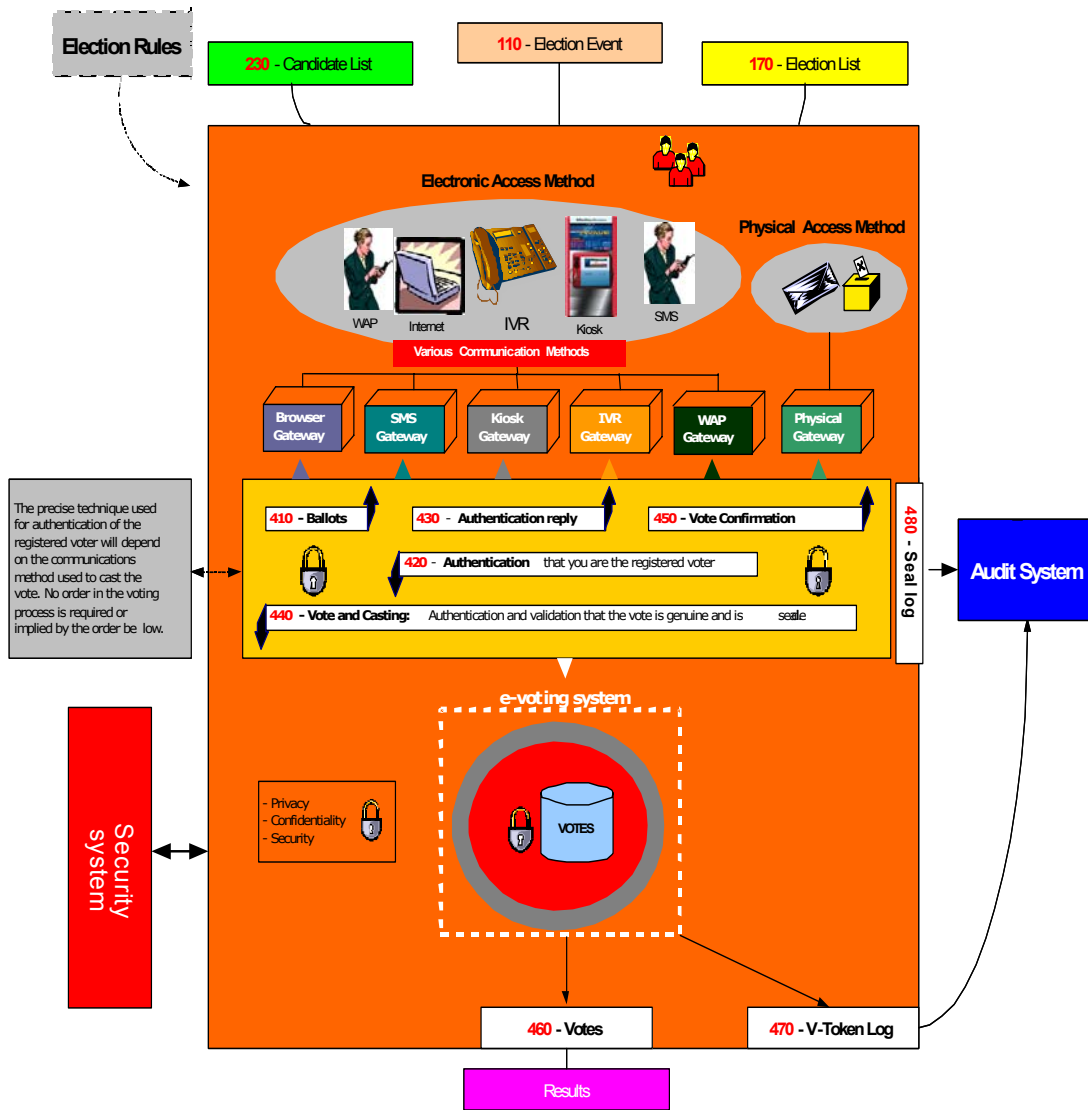 Election Rules
230 - Candidate List
110 - Election Event
170 - Election List
Electronic Access Method
Physical Access Method
WAP
Internet
IVR
Kiosk
SMS
Various Communication Methods
Browser
Gateway
SMS
Gateway
Kiosk
Gateway
IVR
Gateway
WAP
Gateway
Physical
Gateway
The precise technique used
for authentication of the
registered voter will depend
on the communications
method used to cast the
vote. No order in the voting
process is required or
implied by the order be low.
410 - Ballots
430 - Authentication reply
450 - Vote Confirmation
420 - Authentication that you are the registered voter
440 - Vote and Casting: Authentication and validation that the vote is genuine and is
480 - Seal log
Audit System
e-voting system
- Privacy
- Confidentiality
- Security
VOTES
Security
system
460 - Votes
470 - V-Token Log
Results